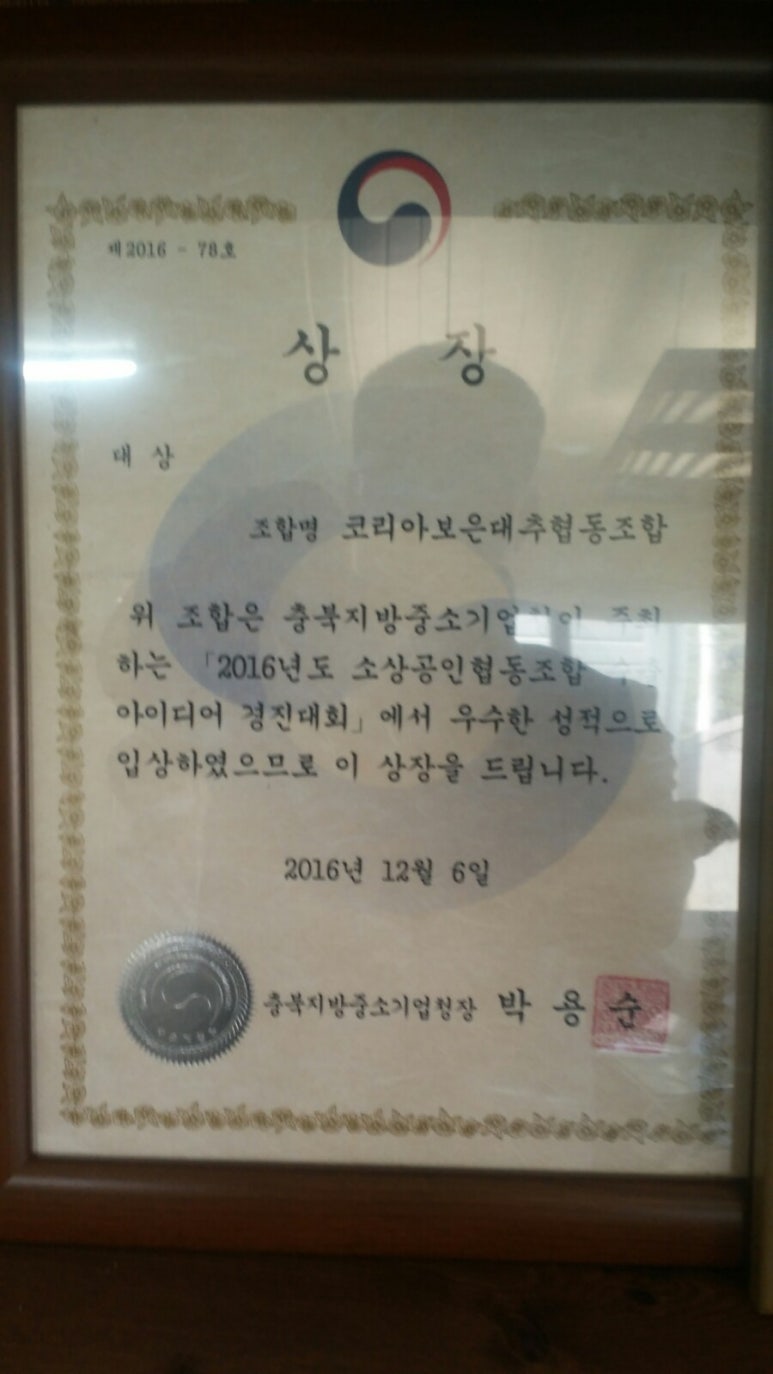 제2016 - 78호
상 장
대 상
조합명 코리아보은대추협동조합
위 조합은 충북지방중소기업청이 주최
하는 「2016년도 소상공인협동조합
아이디어 경진대회」에서 우수한 성적으로
입상하였으므로 이 상장을 드립니다.
2016년 12월 6일
충북지방중소기업청장 박 용 순